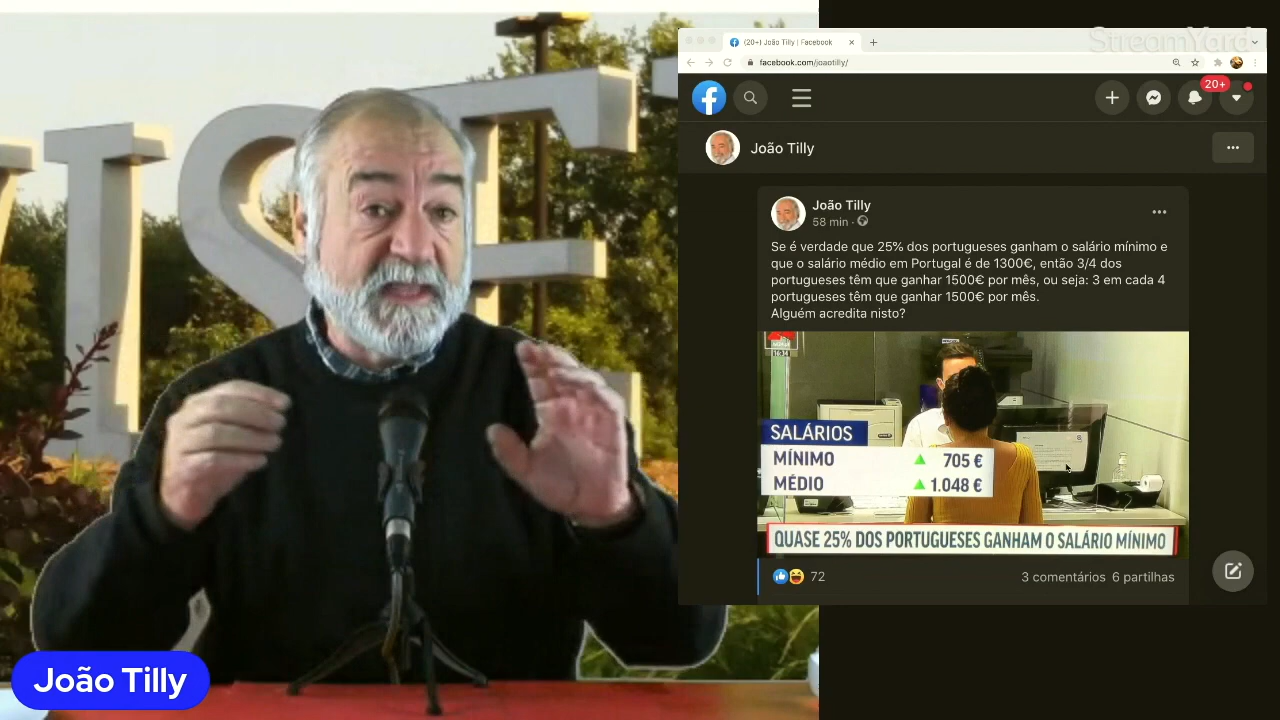 VISE
João Tilly
StreamYard
(20+) João Tilly | Facebook
facebook.com/joaotilly/
20+
João Tilly
João Tilly
58 min ·
Se é verdade que 25% dos portugueses ganham o salário mínimo e
que o salário médio em Portugal é de 1300€, então 3/4 dos
portugueses têm que ganhar 1500€ por mês, ou seja: 3 em cada 4
portugueses têm que ganhar 1500€ por mês.
Alguém acredita nisto?
16:34
SALÁRIOS
MÍNIMO 705 €
MÉDIO 1.048 €
QUASE 25% DOS PORTUGUESES GANHAM O SALÁRIO MÍNIMO
72 3 comentários 6 partilhas